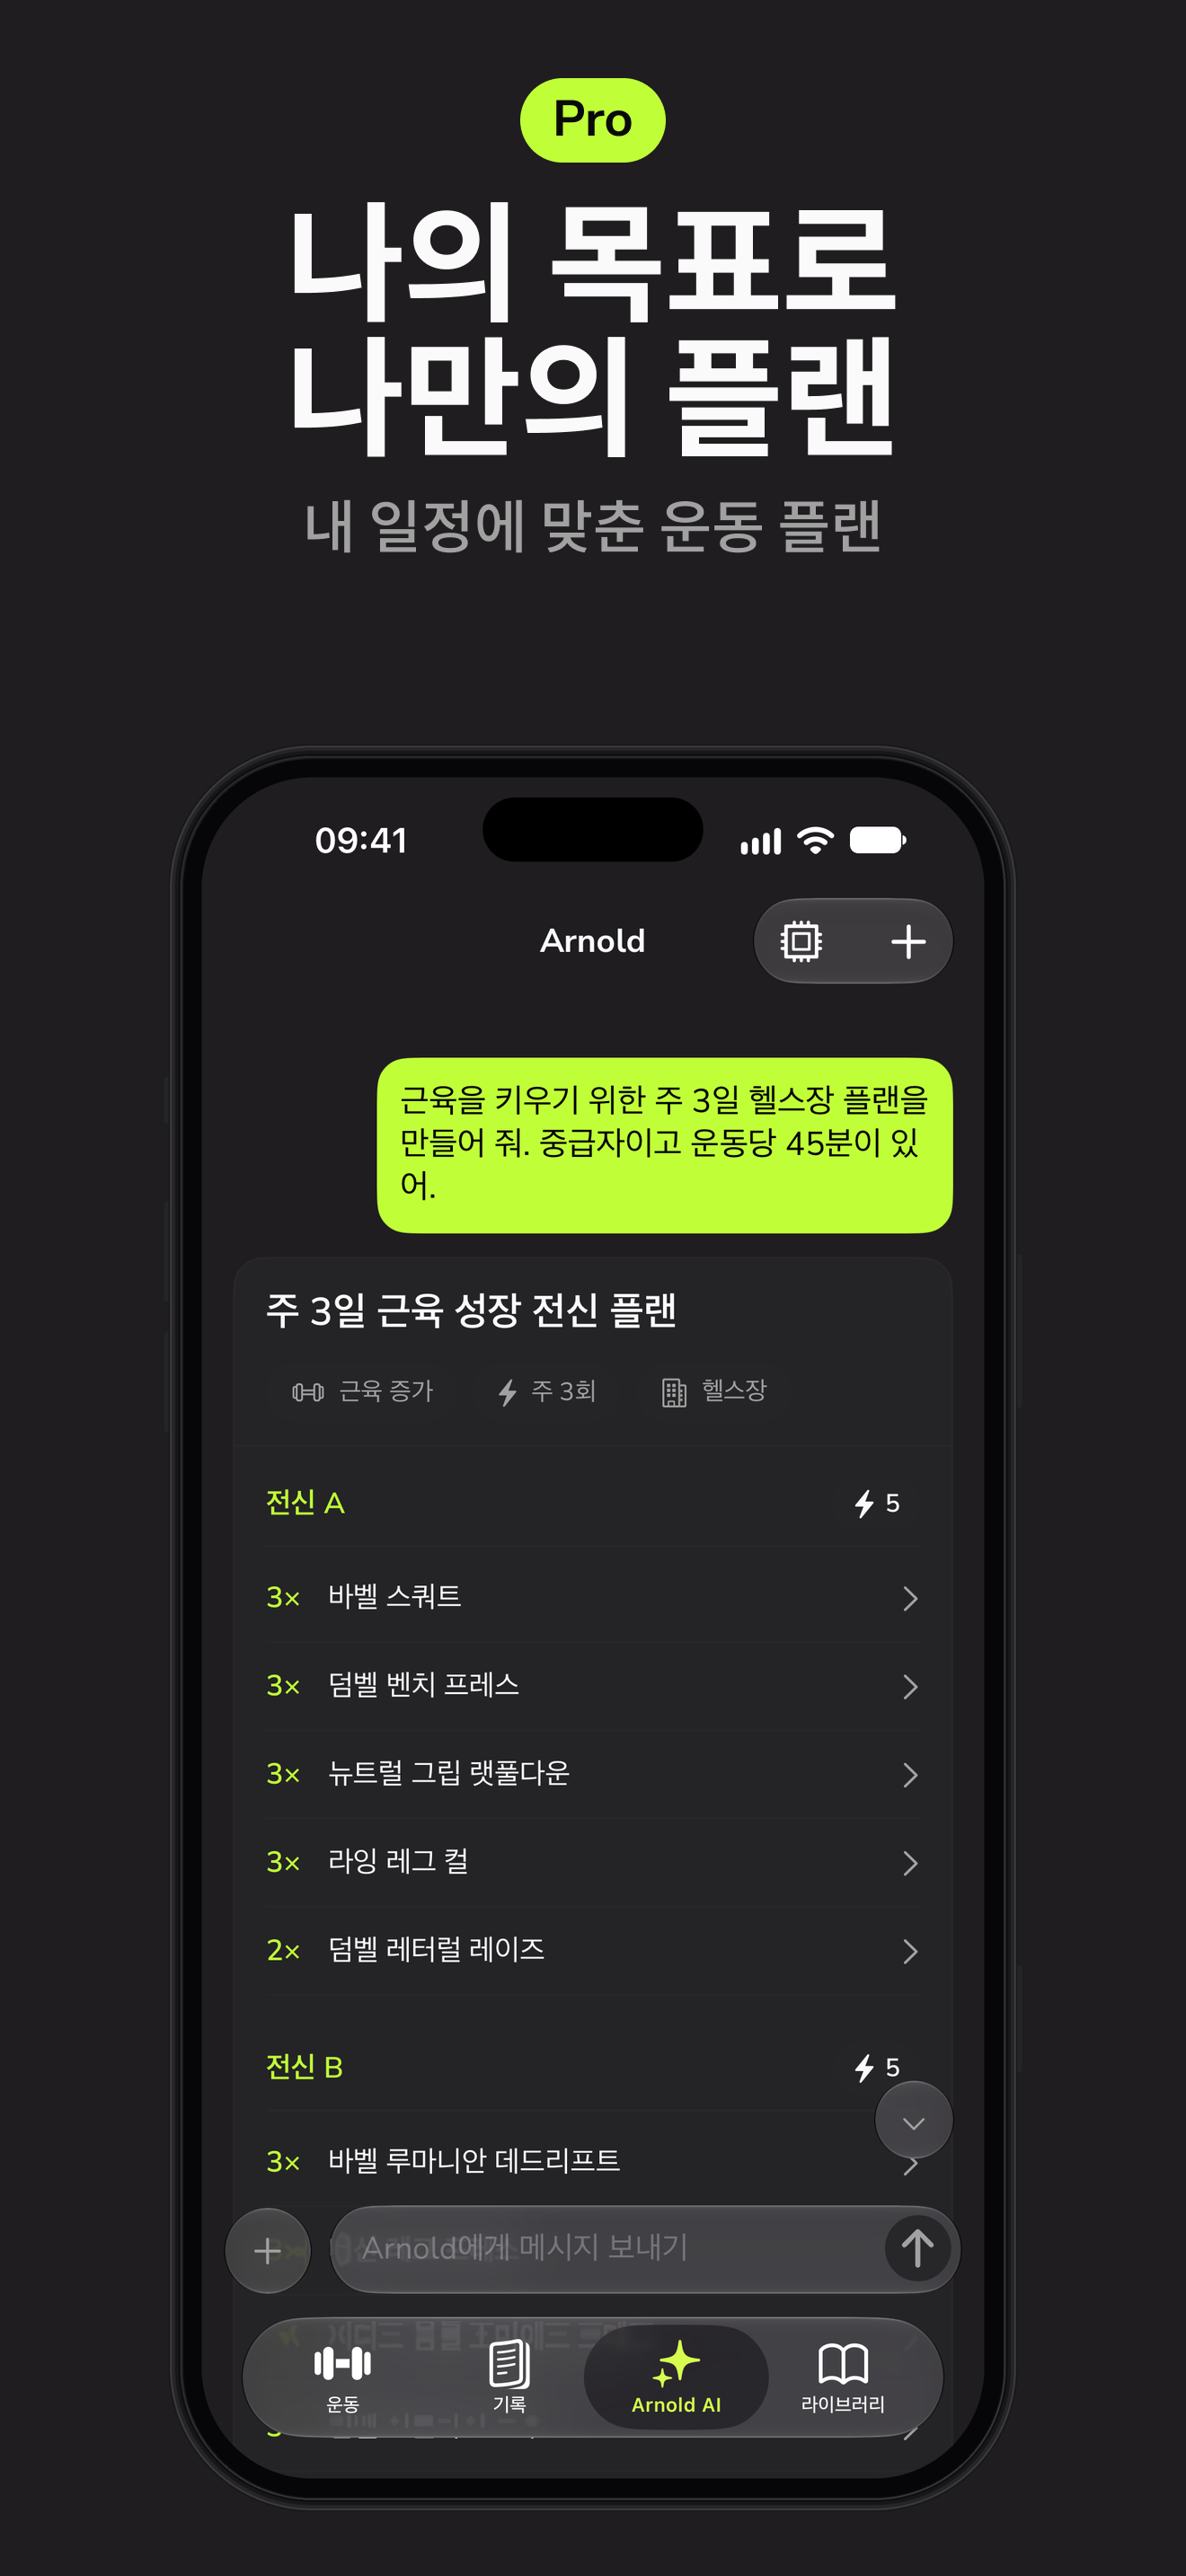 Pro
나의 목표로
나만의 플랜
내 일정에 맞춘 운동 플랜
09:41
Arnold
근육을 키우기 위한 주 3일 헬스장 플랜을
만들어 줘. 중급자이고 운동당 45분이 있
어.
주 3일 근육 성장 전신 플랜
근육 증가 주 3회 헬스장
전신 A 5
3× 바벨 스쿼트
3× 덤벨 벤치 프레스
3× 뉴트럴 그립 랫풀다운
3× 라잉 레그 컬
2× 덤벨 레터럴 레이즈
전신 B 5
3× 바벨 루마니안 데드리프트
Arnold에게 메시지 보내기
운동 기록 Arnold AI 라이브러리